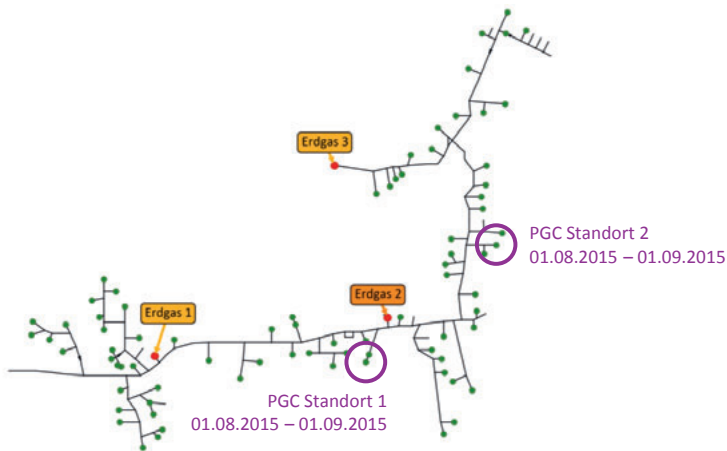 Erdgas 3
PGC Standort 2
01.08.2015 – 01.09.2015
Erdgas 2
Erdgas 1
PGC Standort 1
01.08.2015 – 01.09.2015